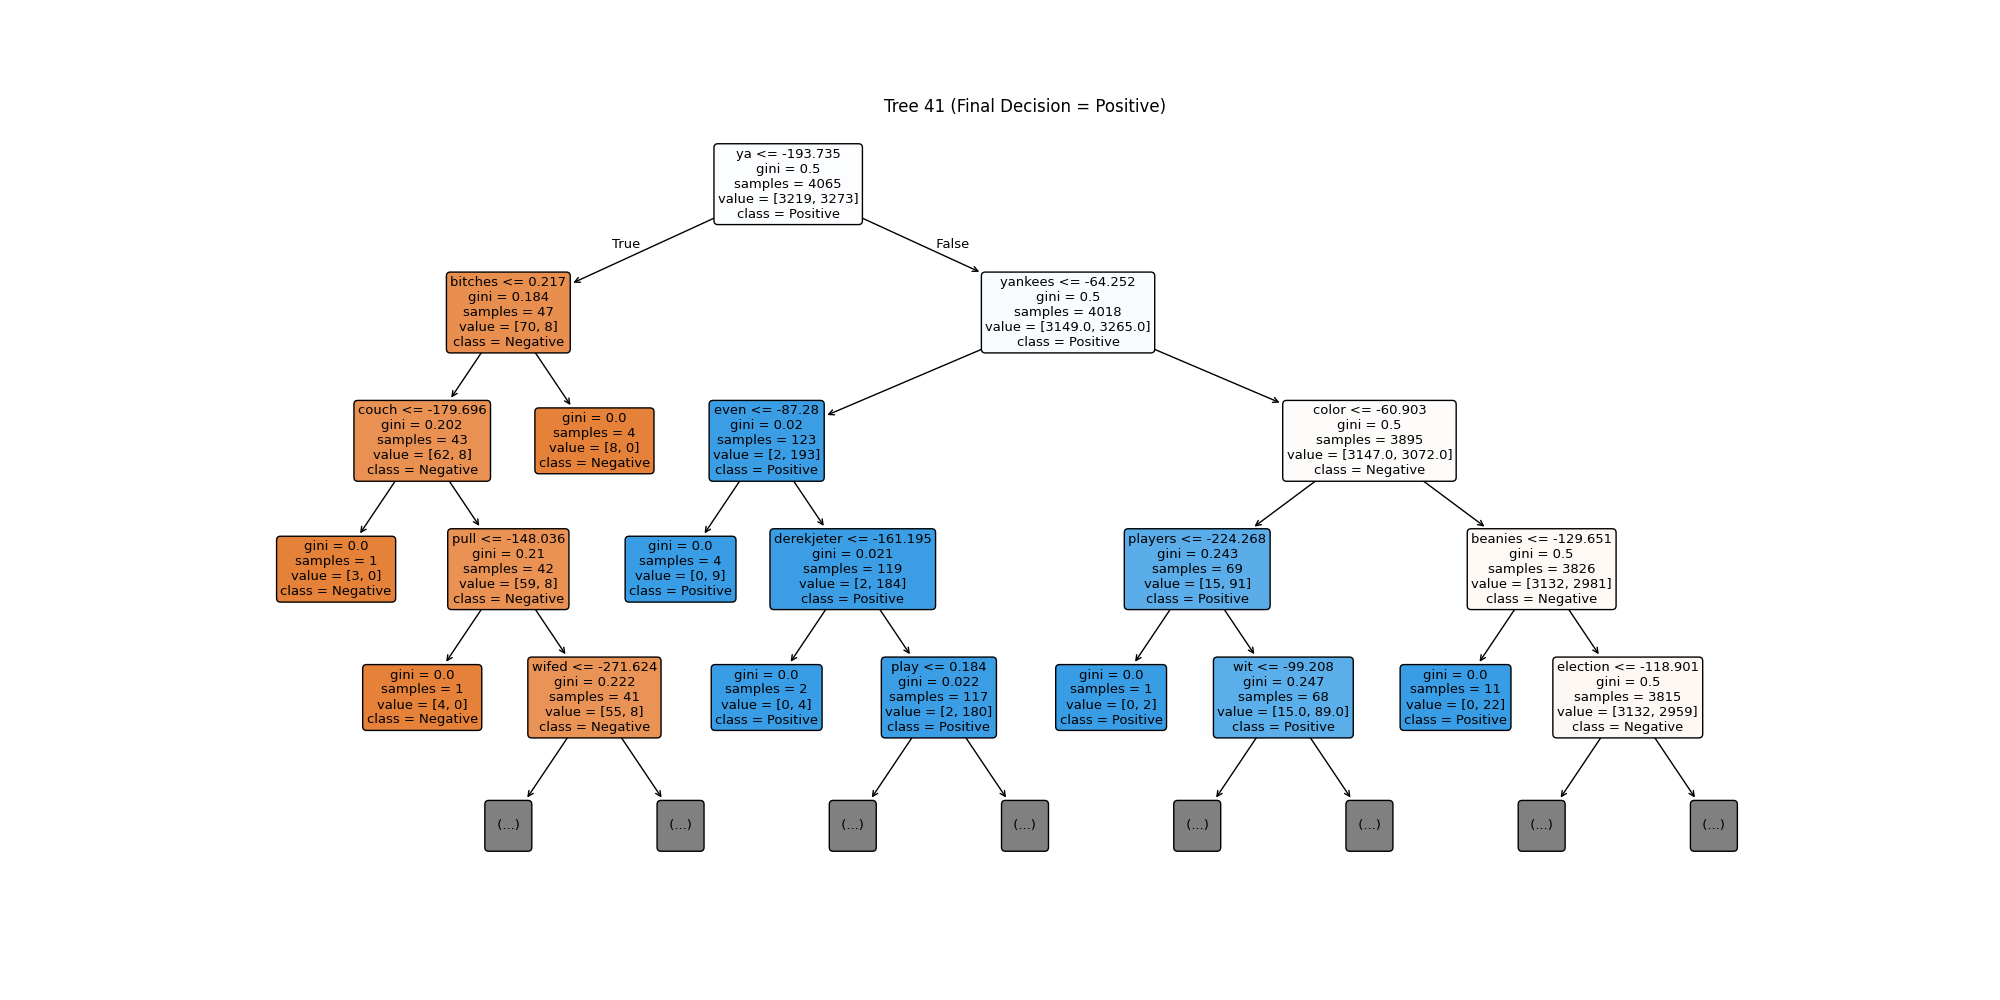 Tree 41 (Final Decision = Positive)
ya <= -193.735
gini = 0.5
samples = 4065
value = [3219, 3273]
class = Positive
True
False
bitches <= 0.217
gini = 0.184
samples = 47
value = [70, 8]
class = Negative
yankees <= -64.252
gini = 0.5
samples = 4018
value = [3149.0, 3265.0]
class = Positive
couch <= -179.696
gini = 0.202
samples = 43
value = [62, 8]
class = Negative
gini = 0.0
samples = 4
value = [8, 0]
class = Negative
even <= -87.28
gini = 0.02
samples = 123
value = [2, 193]
class = Positive
color <= -60.903
gini = 0.5
samples = 3895
value = [3147.0, 3072.0]
class = Negative
gini = 0.0
samples = 1
value = [3, 0]
class = Negative
pull <= -148.036
gini = 0.21
samples = 42
value = [59, 8]
class = Negative
gini = 0.0
samples = 4
value = [0, 9]
class = Positive
derekjeter <= -161.195
gini = 0.021
samples = 119
value = [2, 184]
class = Positive
players <= -224.268
gini = 0.243
samples = 69
value = [15, 91]
class = Positive
beanies <= -129.651
gini = 0.5
samples = 3826
value = [3132, 2981]
class = Negative
gini = 0.0
samples = 1
value = [4, 0]
class = Negative
wifed <= -271.624
gini = 0.222
samples = 41
value = [55, 8]
class = Negative
gini = 0.0
samples = 2
value = [0, 4]
class = Positive
play <= 0.184
gini = 0.022
samples = 117
value = [2, 180]
class = Positive
gini = 0.0
samples = 1
value = [0, 2]
class = Positive
wit <= -99.208
gini = 0.247
samples = 68
value = [15.0, 89.0]
class = Positive
gini = 0.0
samples = 11
value = [0, 22]
class = Positive
election <= -118.901
gini = 0.5
samples = 3815
value = [3132, 2959]
class = Negative
(...)
(...)
(...)
(...)
(...)
(...)
(...)
(...)